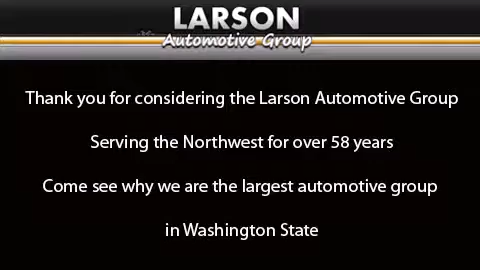 LARSON
Automotive Group
Thank you for considering the Larson Automotive Group
Serving the Northwest for over 58 years
Come see why we are the largest automotive group
in Washington State